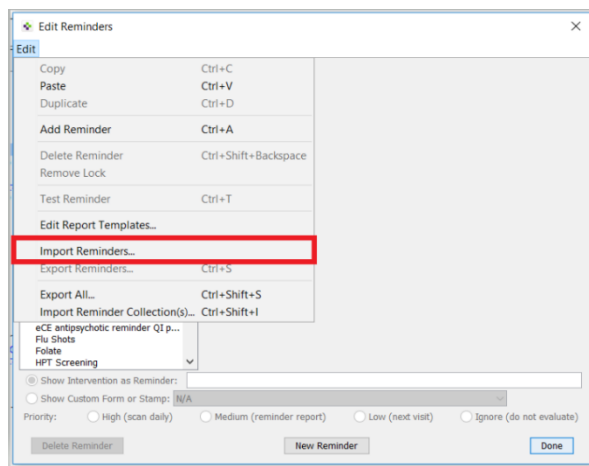 Edit Reminders
Edit
Copy Ctrl+C
Paste Ctrl+V
Duplicate Ctrl+D
Add Reminder Ctrl+A
Delete Reminder Ctrl+Shift+Backspace
Remove Lock
Test Reminder Ctrl+T
Edit Report Templates...
Import Reminders...
Export Reminders... Ctrl+S
Export All... Ctrl+Shift+S
Import Reminder Collection(s)... Ctrl+Shift+I
eCE antipsychotic reminder QI p...
Flu Shots
Folate
HPT Screening
Show Intervention as Reminder:
Show Custom Form or Stamp: N/A
Priority: High (scan daily) Medium (reminder report) Low (next visit) Ignore (do not evaluate)
Delete Reminder New Reminder Done